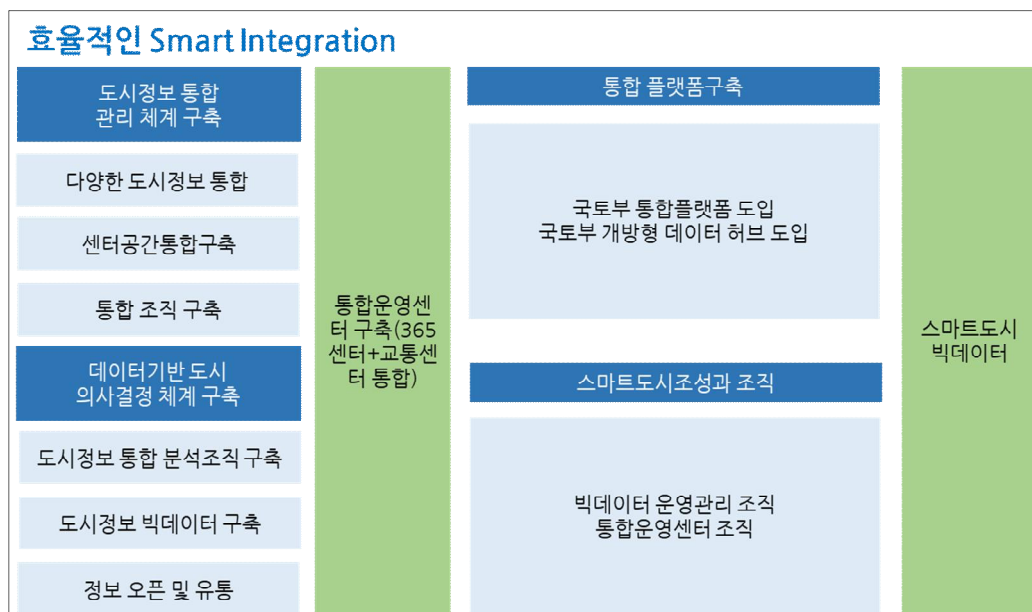 효율적인 Smart Integration
도시정보 통합
관리 체계 구축
다양한 도시정보 통합
센터공간통합구축
통합 조직 구축
데이터기반 도시
의사결정 체계 구축
도시정보 통합 분석조직 구축
도시정보 빅데이터 구축
정보 오픈 및 유통
통합운영센
터 구축(365
센터+교통센
터 통합)
통합 플랫폼구축
국토부 통합플랫폼 도입
국토부 개방형 데이터 허브 도입
스마트도시조성과 조직
빅데이터 운영관리 조직
통합운영센터 조직
스마트도시
빅데이터